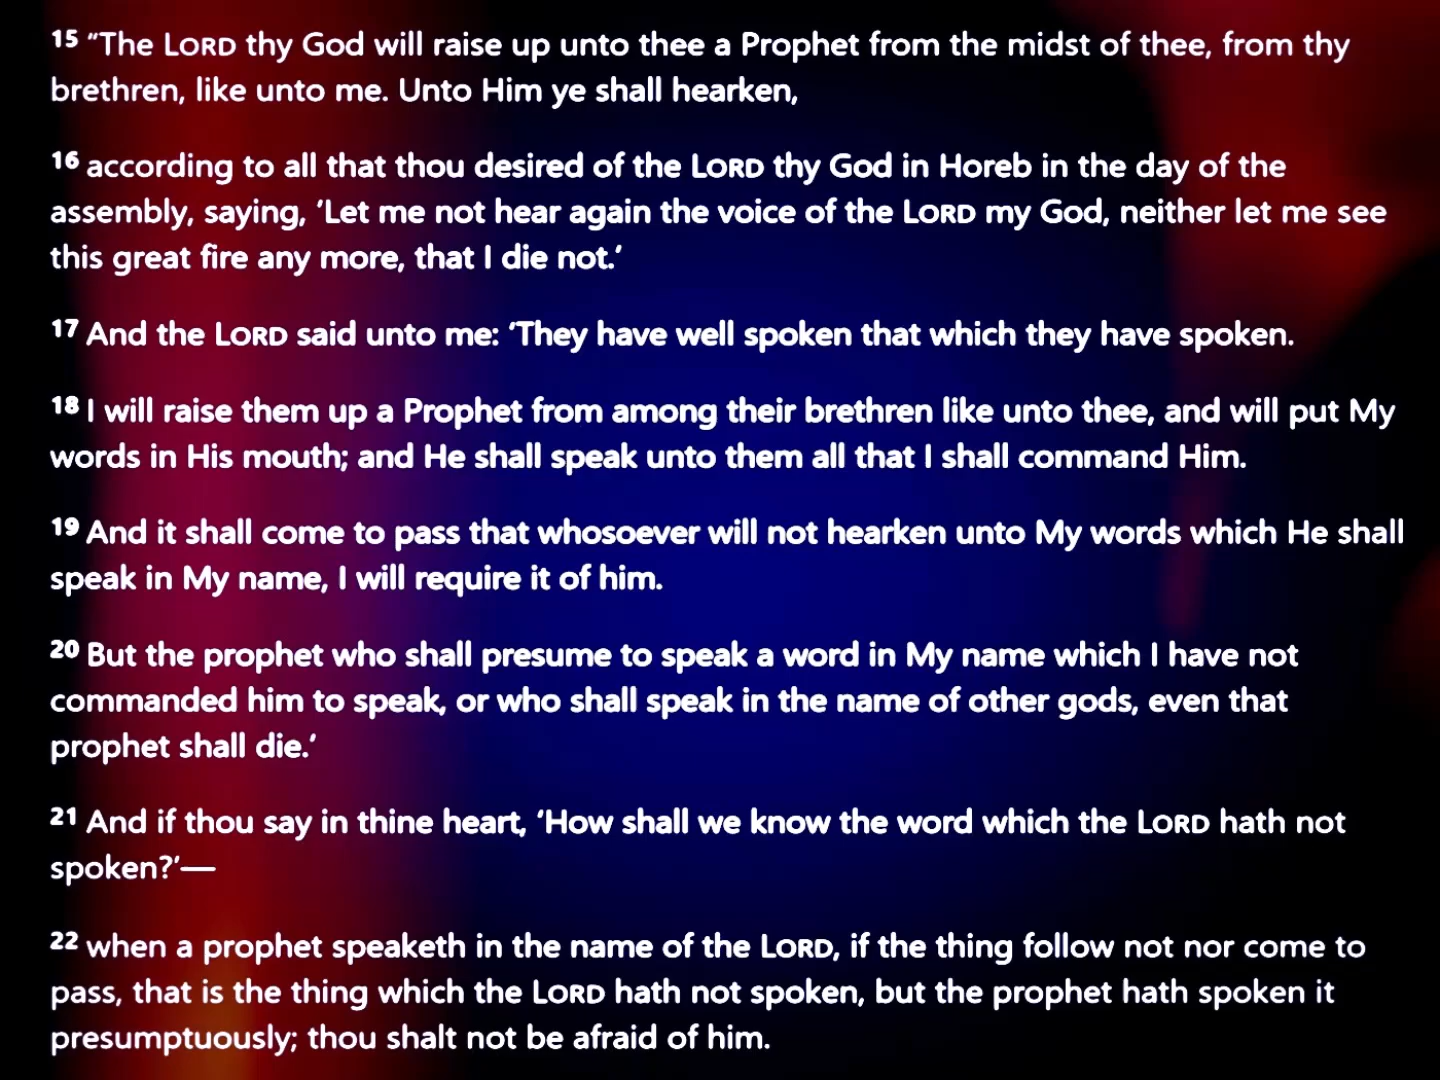 15 "The LORD thy God will raise up unto thee a Prophet from the midst of thee, from thy
brethren, like unto me. Unto Him ye shall hearken,
16 according to all that thou desired of the LORD thy God in Horeb in the day of the
assembly, saying, ‘Let me not hear again the voice of the LORD my God, neither let me see
this great fire any more, that I die not.’
17 And the LORD said unto me: ‘They have well spoken that which they have spoken.
18 I will raise them up a Prophet from among their brethren like unto thee, and will put My
words in His mouth; and He shall speak unto them all that I shall command Him.
19 And it shall come to pass that whosoever will not hearken unto My words which He shall
speak in My name, I will require it of him.
20 But the prophet who shall presume to speak a word in My name which I have not
commanded him to speak, or who shall speak in the name of other gods, even that
prophet shall die.’
21 And if thou say in thine heart, ‘How shall we know the word which the LORD hath not
spoken?’—
22 when a prophet speaketh in the name of the LORD, if the thing follow not nor come to
pass, that is the thing which the LORD hath not spoken, but the prophet hath spoken it
presumptuously; thou shalt not be afraid of him.